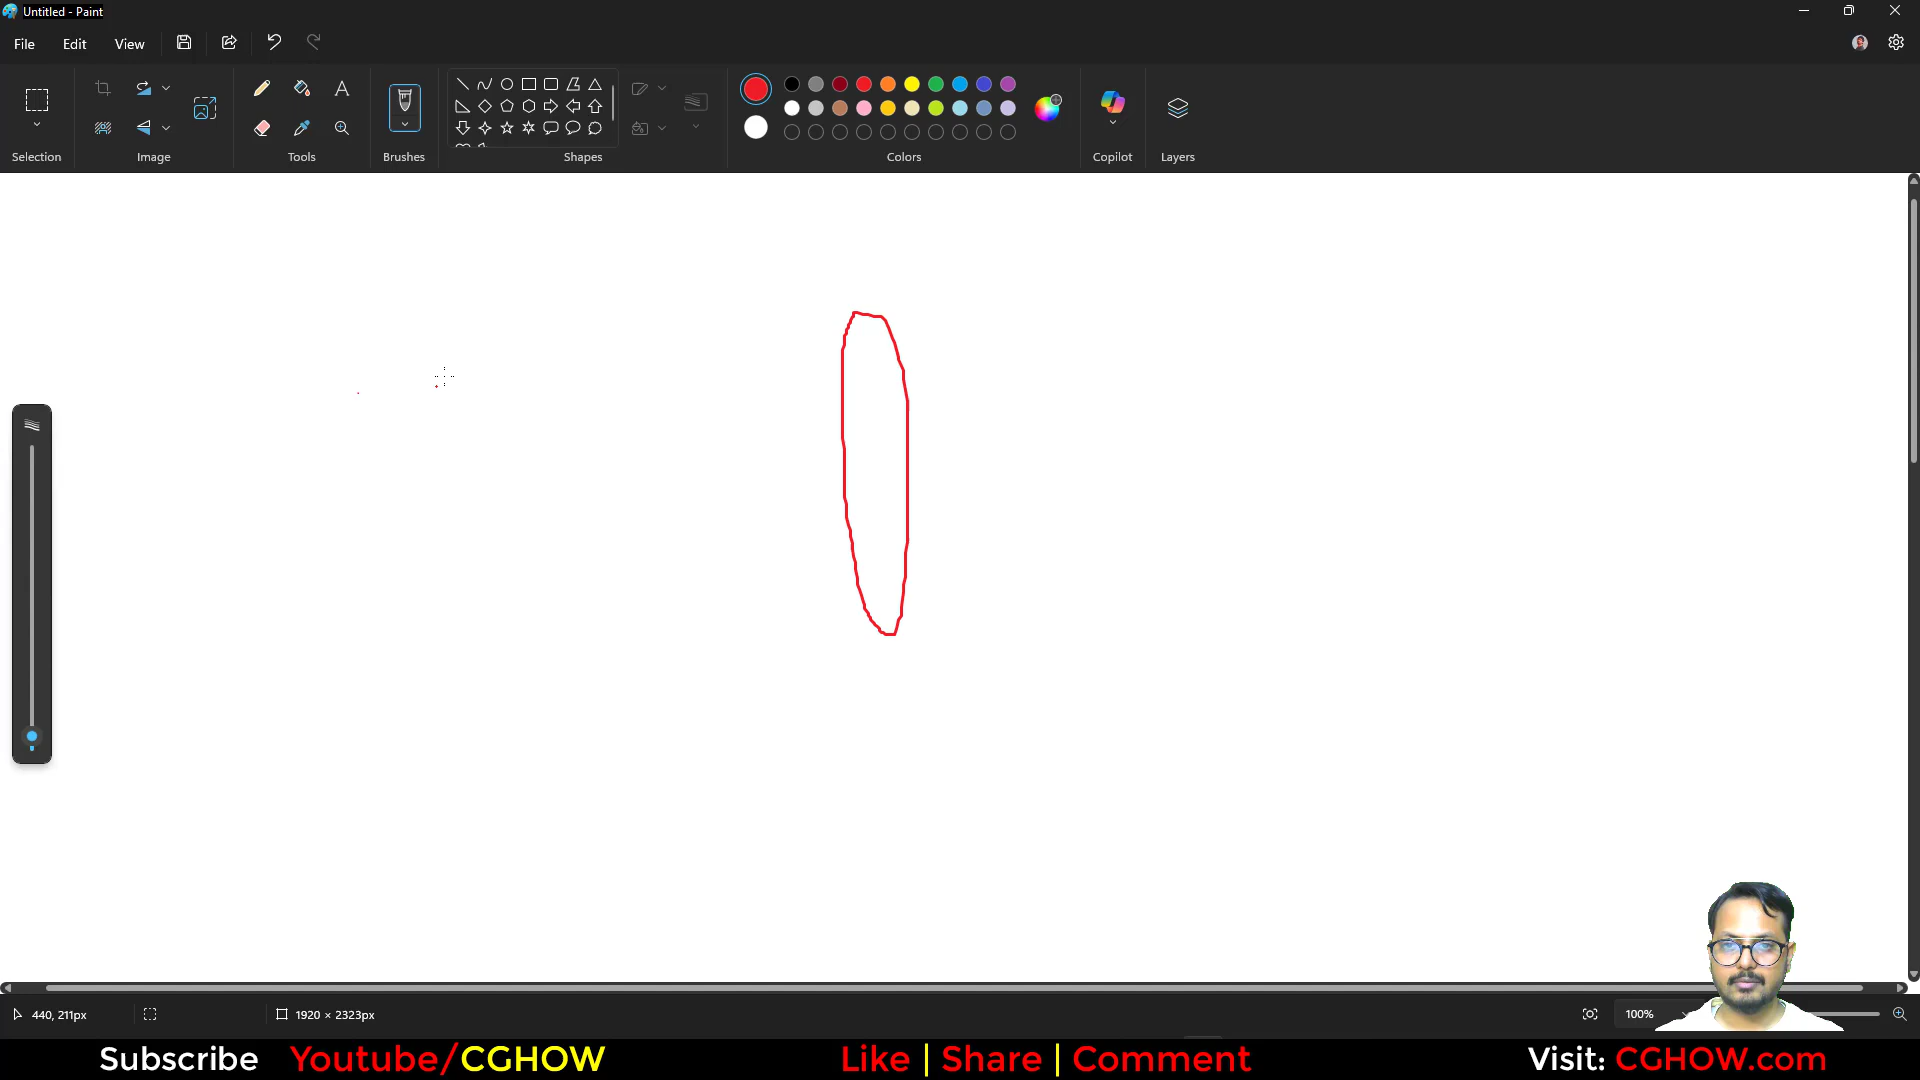 Untitled - Paint
File Edit View
Selection Image Tools Brushes Shapes Colors Copilot Layers
440, 211px 1920 × 2323px 100%
Subscribe Youtube/CGHOW Like | Share | Comment Visit: CGHOW.com